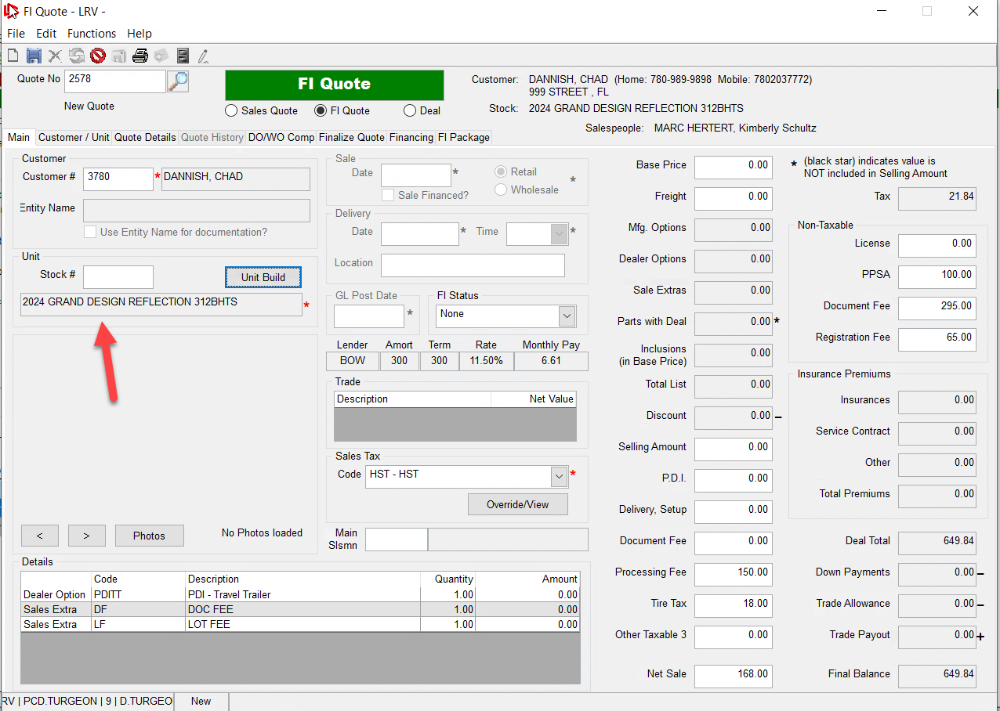 FI Quote - LRV -
File Edit Functions Help
Quote No 2578
New Quote
FI Quote
Sales Quote FI Quote Deal
Customer: DANNISH, CHAD (Home: 780-989-9898 Mobile: 7802037772)
999 STREET , FL
Stock: 2024 GRAND DESIGN REFLECTION 312BHTS
Salespeople: MARC HERTERT, Kimberly Schultz
Main Customer / Unit Quote Details Quote History DO/WO Comp Finalize Quote Financing FI Package
Customer
Customer # 3780 * DANNISH, CHAD
Entity Name
Use Entity Name for documentation?
Unit
Stock # Unit Build
2024 GRAND DESIGN REFLECTION 312BHTS *
< > Photos No Photos loaded
Sale
Date * Retail
Wholesale *
Sale Financed?
Delivery
Date * Time *
Location
GL Post Date
*
FI Status
None
Lender Amort Term Rate Monthly Pay
BOW 300 300 11.50% 6.61
Trade
Description Net Value
Sales Tax
Code HST - HST *
Override/View
Main
Slsmn
Details
Code Description Quantity Amount
Dealer Option PDITT PDI - Travel Trailer 1.00 0.00
Sales Extra DF DOC FEE 1.00 0.00
Sales Extra LF LOT FEE 1.00 0.00
Base Price 0.00
Freight 0.00
Mfg. Options 0.00
Dealer Options 0.00
Sale Extras 0.00
Parts with Deal 0.00 *
Inclusions
(in Base Price) 0.00
Total List 0.00
Discount 0.00 –
Selling Amount 0.00
P.D.I. 0.00
Delivery, Setup 0.00
Document Fee 0.00
Processing Fee 150.00
Tire Tax 18.00
Other Taxable 3 0.00
Net Sale 168.00
* (black star) indicates value is
NOT included in Selling Amount
Tax 21.84
Non-Taxable
License 0.00
PPSA 100.00
Document Fee 295.00
Registration Fee 65.00
Insurance Premiums
Insurances 0.00
Service Contract 0.00
Other 0.00
Total Premiums 0.00
Deal Total 649.84
Down Payments 0.00 –
Trade Allowance 0.00 –
Trade Payout 0.00 +
Final Balance 649.84
RV | PCD.TURGEON | 9 | D.TURGEO New